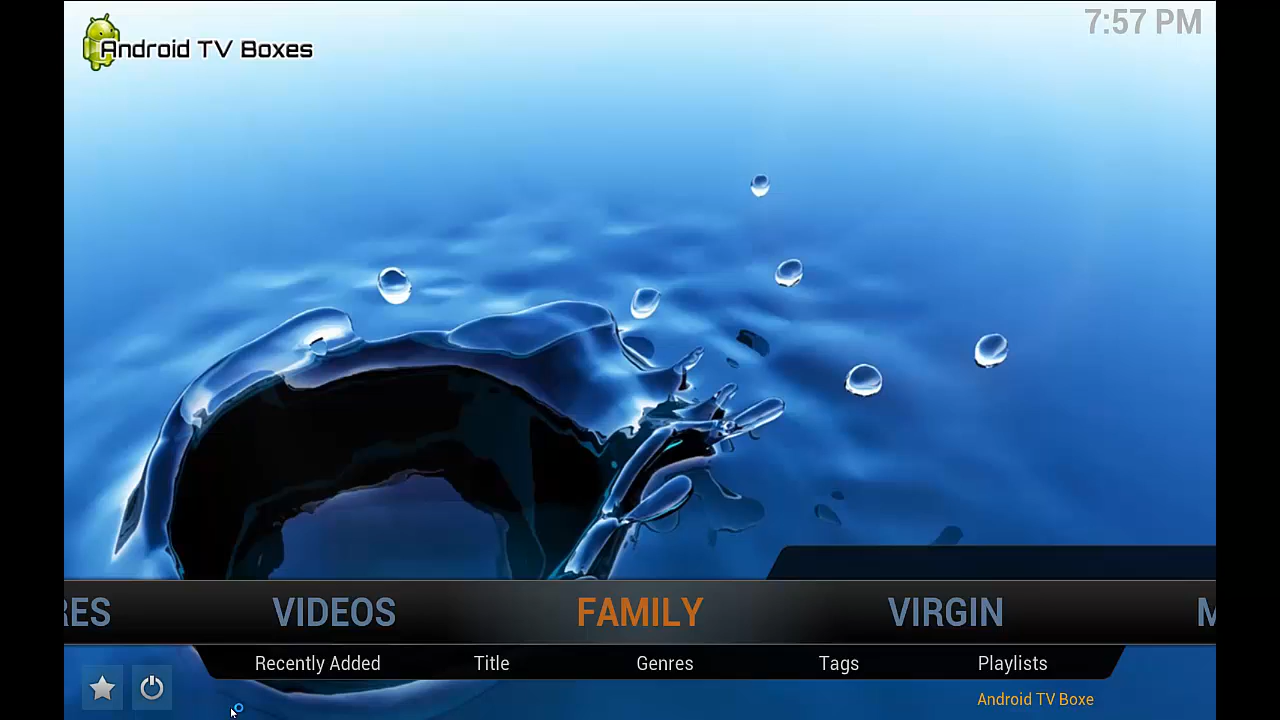 Android TV Boxes
7:57 PM
RES VIDEOS FAMILY VIRGIN M
Recently Added Title Genres Tags Playlists
Android TV Boxe